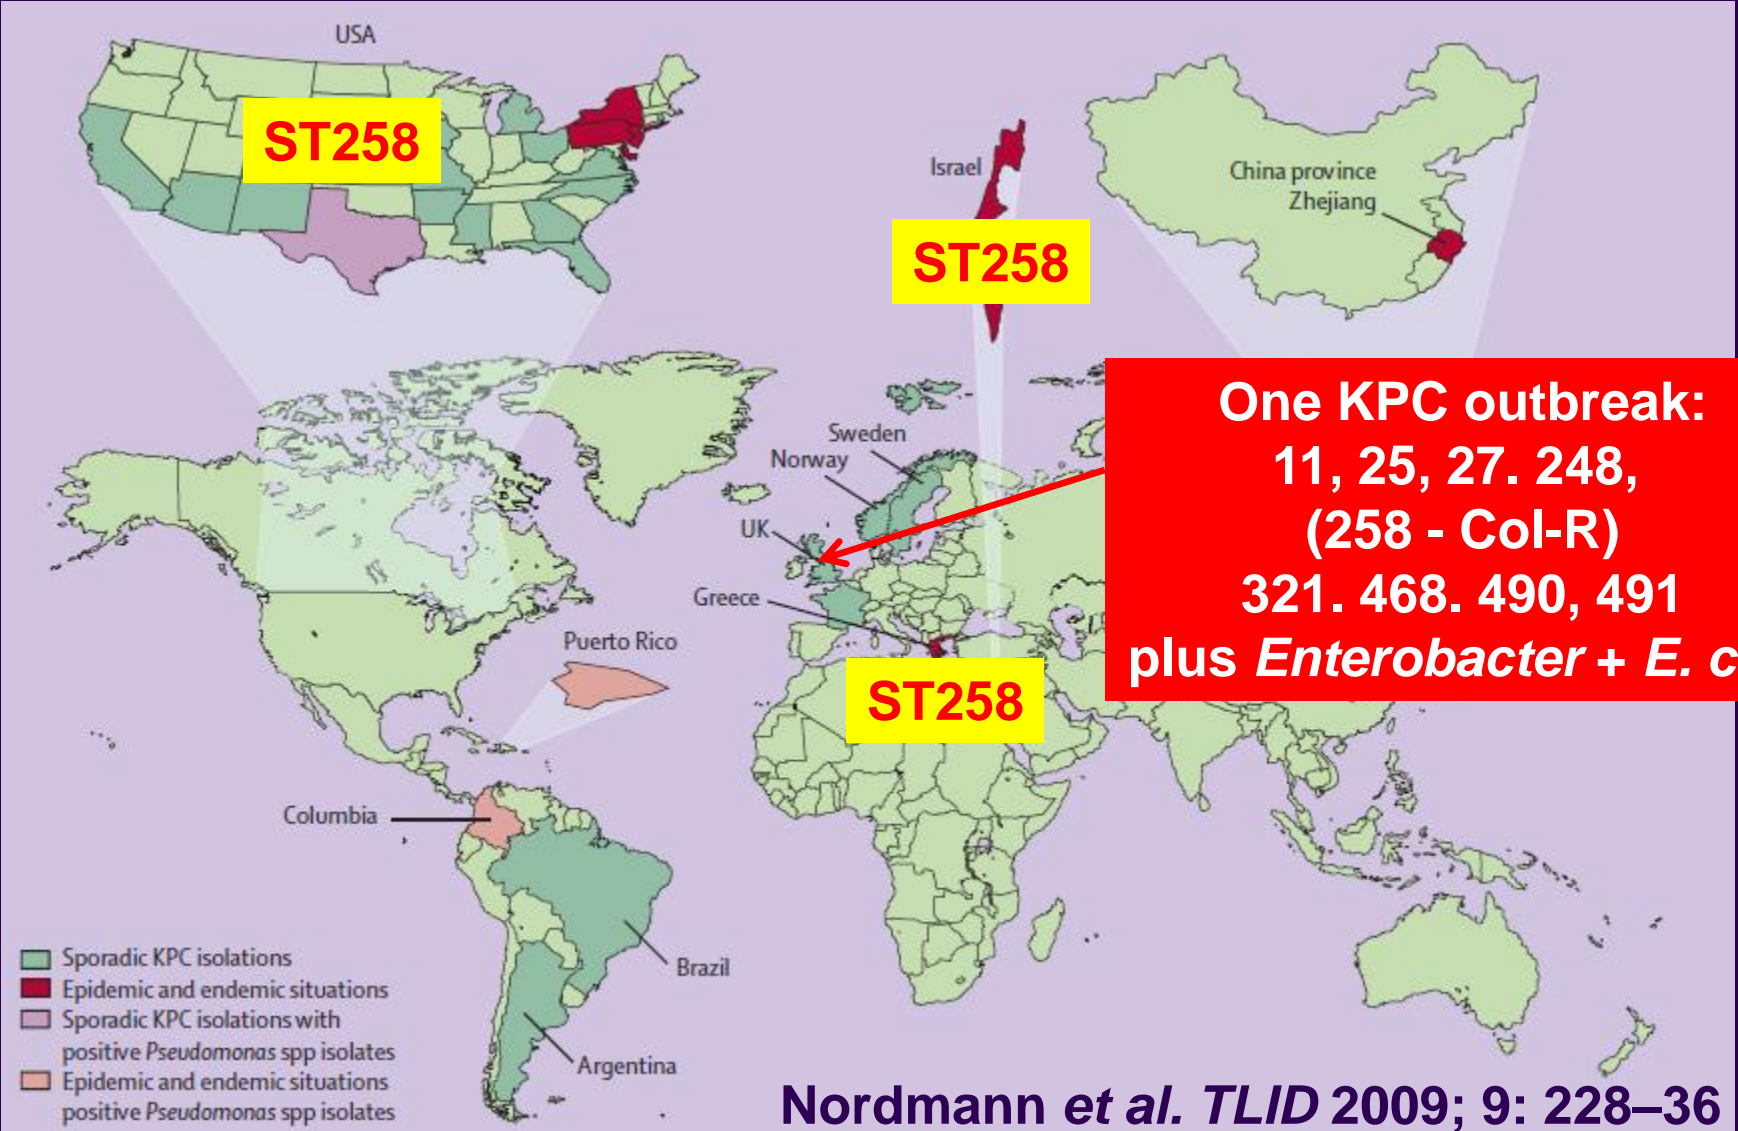 USA
ST258
Israel
ST258
China province
Zhejiang
One KPC outbreak:
11, 25, 27. 248,
(258 - Col-R)
321. 468. 490, 491
plus Enterobacter + E. c
Sweden
Norway
UK
Greece
ST258
Puerto Rico
Columbia
Brazil
Argentina
Sporadic KPC isolations
Epidemic and endemic situations
Sporadic KPC isolations with
positive Pseudomonas spp isolates
Epidemic and endemic situations
positive Pseudomonas spp isolates
Nordmann et al. TLID 2009; 9: 228–36